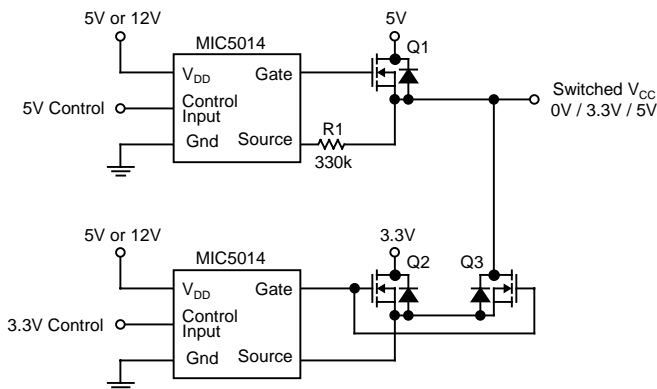 5V or 12V
MIC5014
5V
Q1
V_DD
Gate
5V Control
Control
Input
Switched V_CC
0V / 3.3V / 5V
Gnd
Source
R1
330k
5V or 12V
MIC5014
3.3V
Q2
Q3
V_DD
Gate
3.3V Control
Control
Input
Gnd
Source